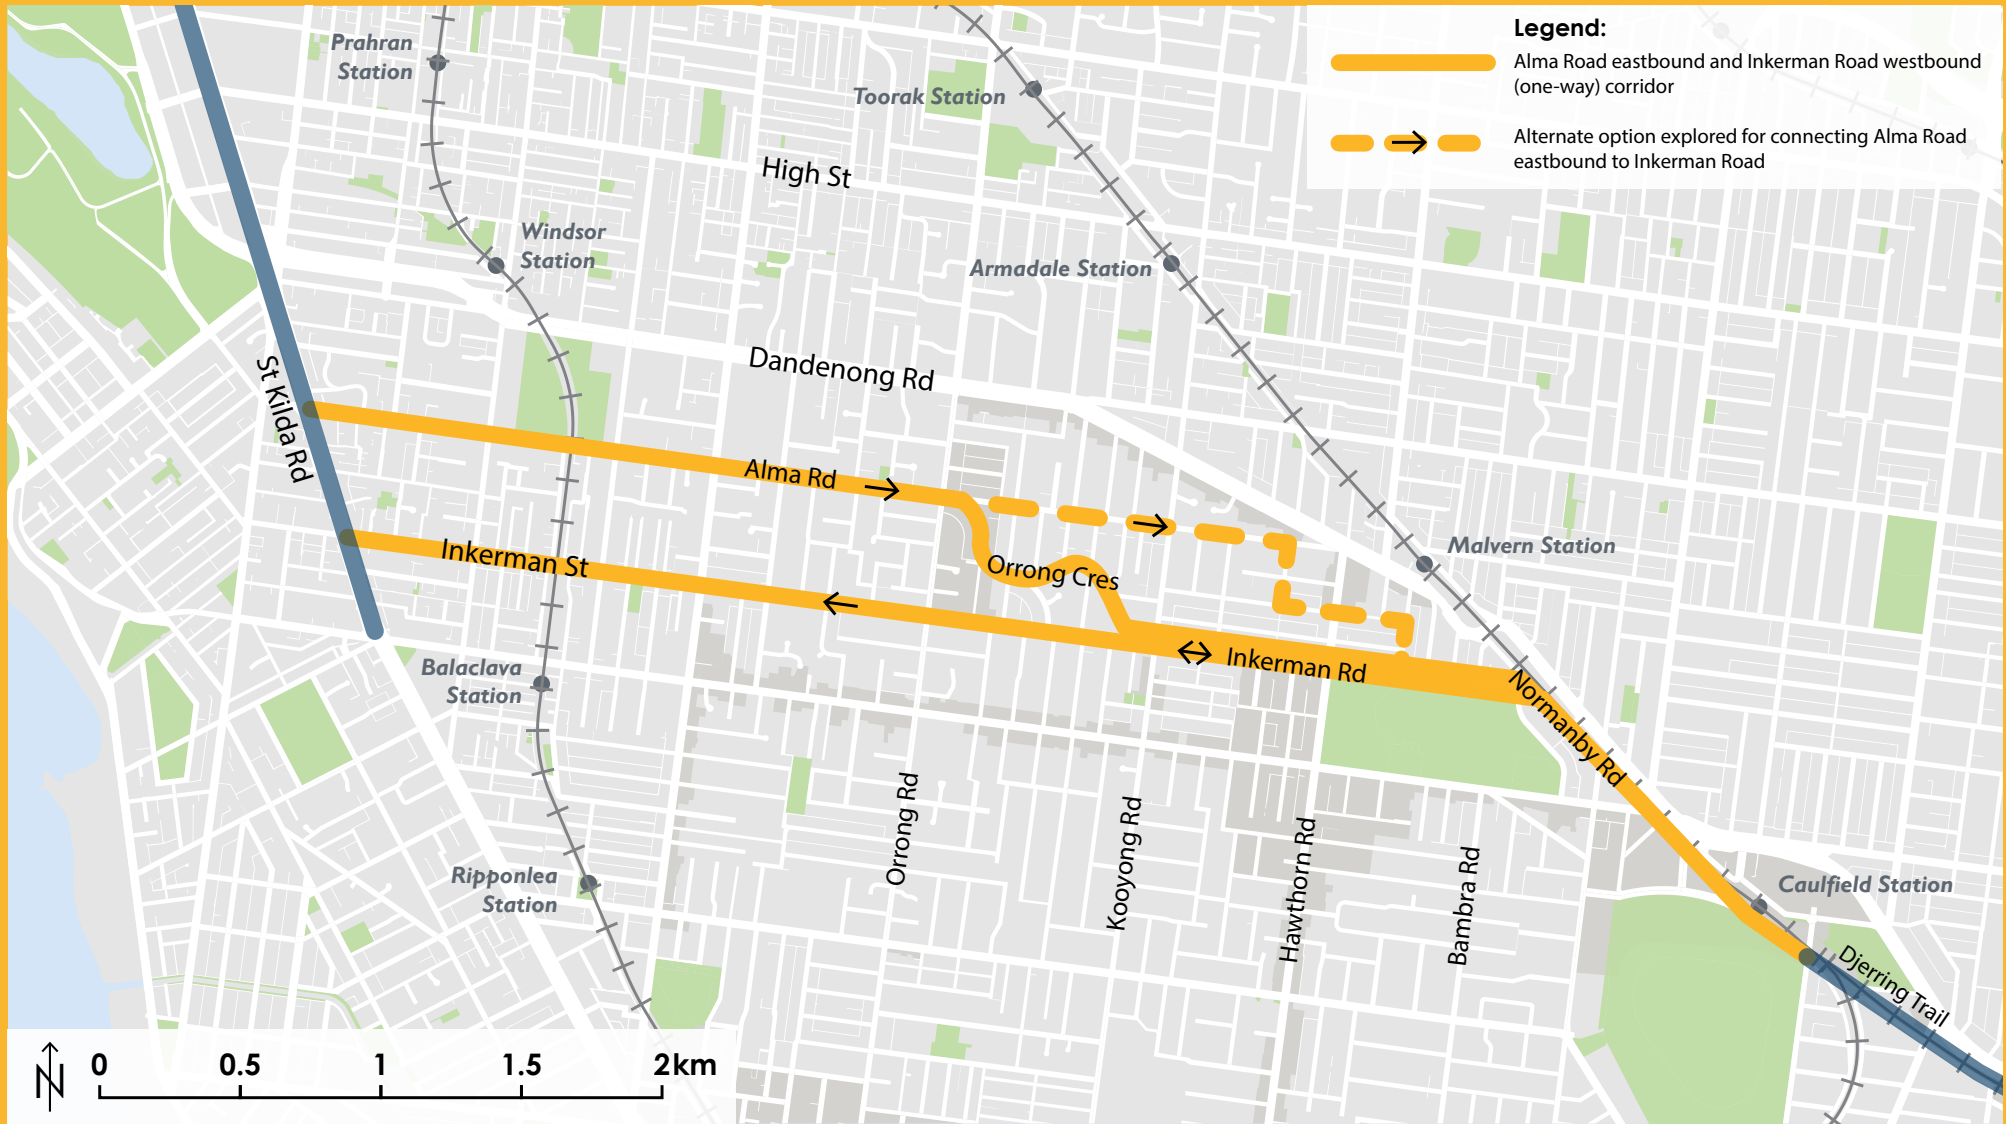 Legend:
Alma Road eastbound and Inkerman Road westbound
(one-way) corridor
Alternate option explored for connecting Alma Road
eastbound to Inkerman Road
Prahran
Station
Toorak Station
High St
Windsor
Station
Armadale Station
St Kilda Rd
Dandenong Rd
Alma Rd
Inkerman St
Orrong Cres
Malvern Station
Inkerman Rd
Balaclava
Station
Normanby Rd
Orrong Rd
Kooyong Rd
Hawthorn Rd
Bambra Rd
Ripponlea
Station
Caulfield Station
Djerring Trail
N
0 0.5 1 1.5 2km